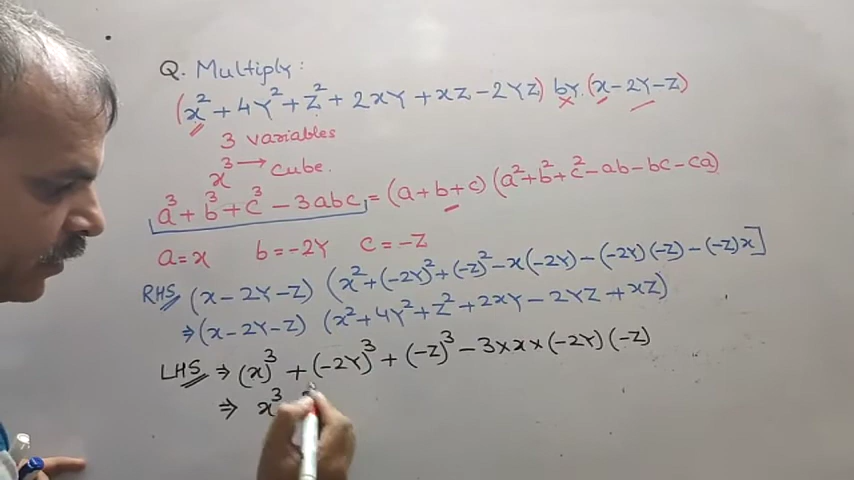 Q. Multiply:
(x² + 4Y² + Z² + 2xY + xZ - 2YZ) by (x - 2Y - Z)
3 variables
x³ → cube.
a³ + b³ + c³ - 3abc = (a + b + c) (a² + b² + c² - ab - bc - ca)
a = x b = -2Y c = -Z
RHS (x - 2Y - Z) (x² + (-2Y)² + (-Z)² - x(-2Y) - (-2Y)(-Z) - (-Z)x]
⇒ (x - 2Y - Z) (x² + 4Y² + Z² + 2xY - 2YZ + xZ)
LHS ⇒ (x)³ + (-2Y)³ + (-Z)³ - 3×x×(-2Y)(-Z)
⇒ x³